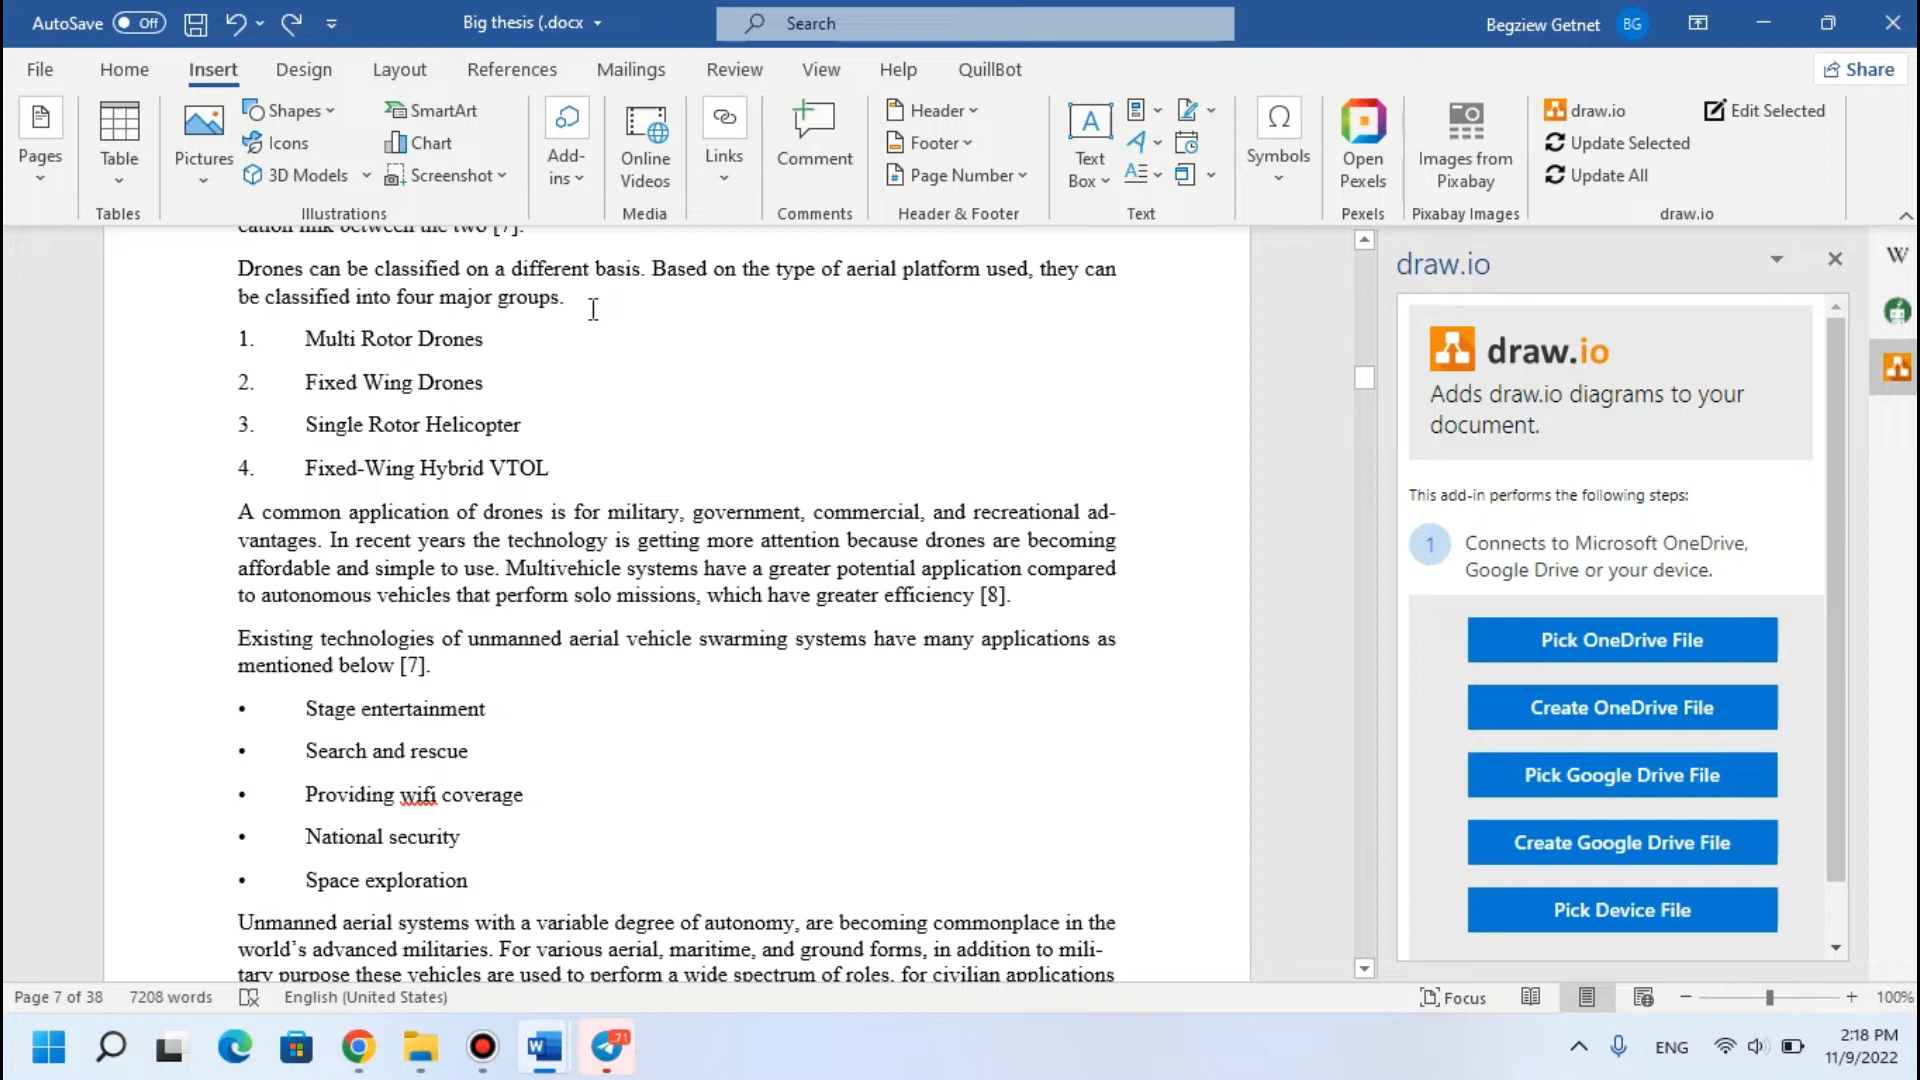 AutoSave Off Big thesis (.docx Search Begziew Getnet BG
File Home Insert Design Layout References Mailings Review View Help QuillBot Share
Pages
Table
Tables
Pictures
Shapes
Icons
3D Models
SmartArt
Chart
Screenshot
Illustrations
Add-
ins
Online
Videos
Media
Links
Comment
Comments
Header
Footer
Page Number
Header & Footer
Text
Box
Text
Symbols
Open
Pexels
Pexels
Images from
Pixabay
Pixabay Images
draw.io
Update Selected
Update All
Edit Selected
draw.io
cation link between the two [7].
Drones can be classified on a different basis. Based on the type of aerial platform used, they can
be classified into four major groups.
1. Multi Rotor Drones
2. Fixed Wing Drones
3. Single Rotor Helicopter
4. Fixed-Wing Hybrid VTOL
A common application of drones is for military, government, commercial, and recreational ad-
vantages. In recent years the technology is getting more attention because drones are becoming
affordable and simple to use. Multivehicle systems have a greater potential application compared
to autonomous vehicles that perform solo missions, which have greater efficiency [8].
Existing technologies of unmanned aerial vehicle swarming systems have many applications as
mentioned below [7].
• Stage entertainment
• Search and rescue
• Providing wifi coverage
• National security
• Space exploration
Unmanned aerial systems with a variable degree of autonomy, are becoming commonplace in the
world’s advanced militaries. For various aerial, maritime, and ground forms, in addition to mili-
tary purpose these vehicles are used to perform a wide spectrum of roles, for civilian applications
draw.io
draw.io
Adds draw.io diagrams to your
document.
This add-in performs the following steps:
1 Connects to Microsoft OneDrive,
Google Drive or your device.
Pick OneDrive File
Create OneDrive File
Pick Google Drive File
Create Google Drive File
Pick Device File
W
Page 7 of 38 7208 words English (United States) Focus 100%
71
ENG
2:18 PM
11/9/2022